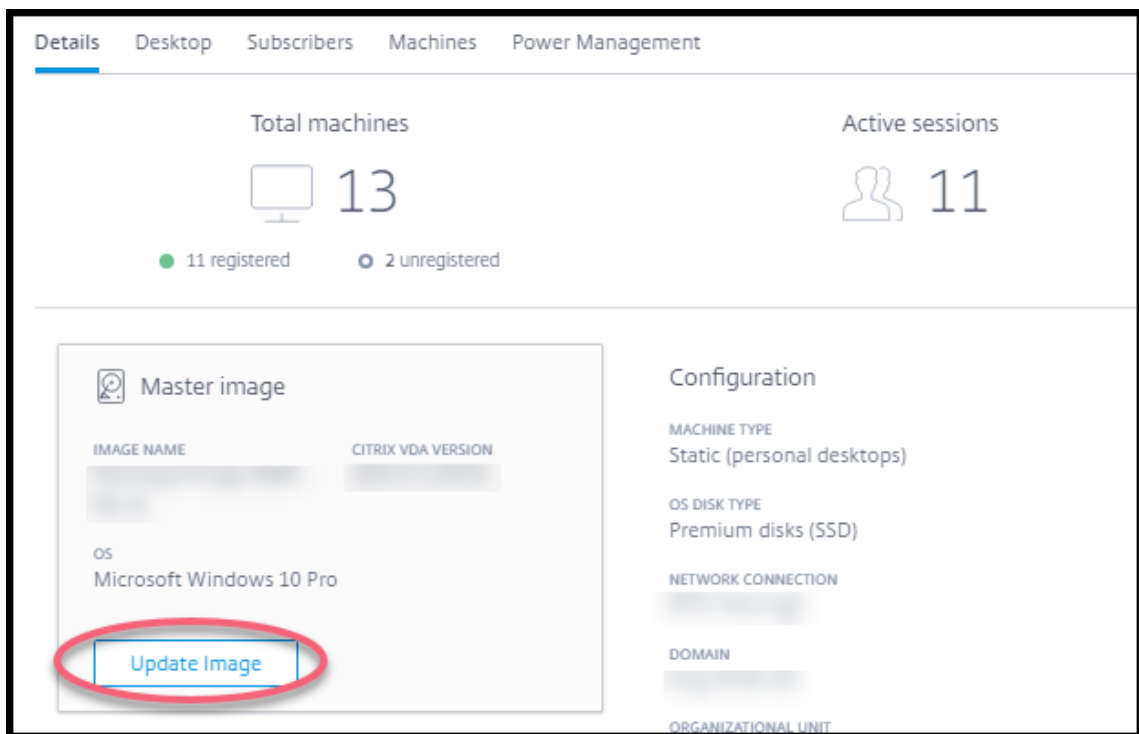 Details Desktop Subscribers Machines Power Management
Total machines
Active sessions
13
11
11 registered 2 unregistered
Master image
IMAGE NAME CITRIX VDA VERSION
OS
Microsoft Windows 10 Pro
Update Image
Configuration
MACHINE TYPE
Static (personal desktops)
OS DISK TYPE
Premium disks (SSD)
NETWORK CONNECTION
DOMAIN
ORGANIZATIONAL UNIT